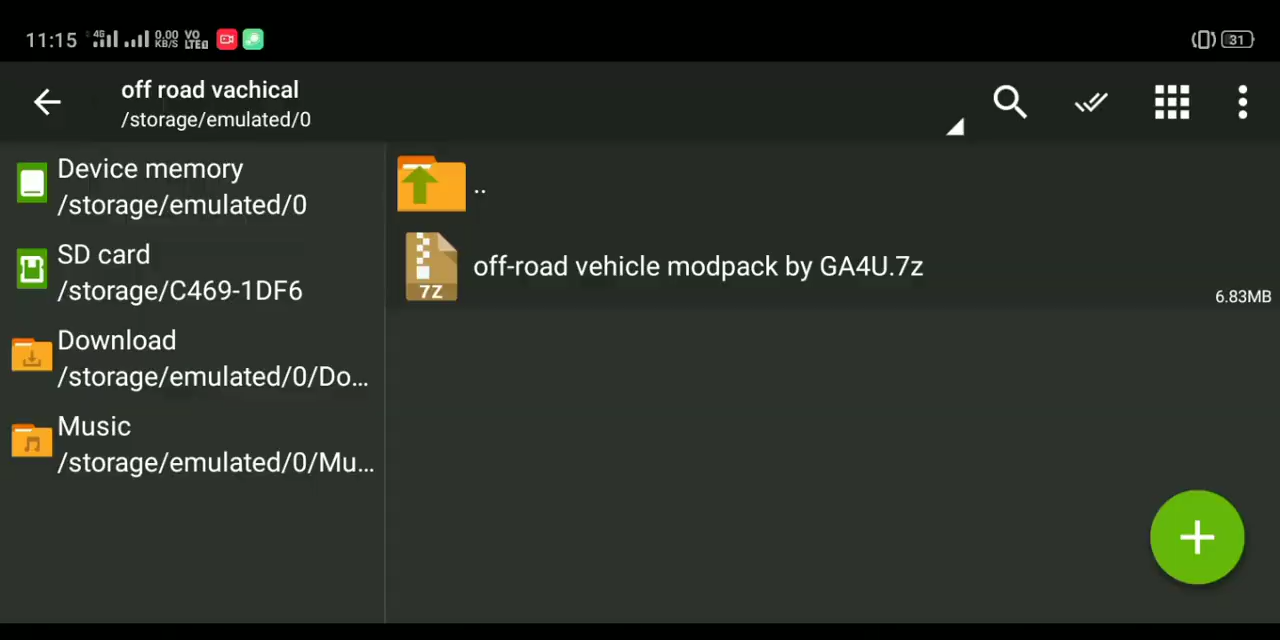 11:15 4G 0.00 KB/S VO LTE 31
off road vachical
/storage/emulated/0
Device memory
/storage/emulated/0
SD card
/storage/C469-1DF6
Download
/storage/emulated/0/Do...
Music
/storage/emulated/0/Mu...
..
off-road vehicle modpack by GA4U.7z
7Z
6.83MB